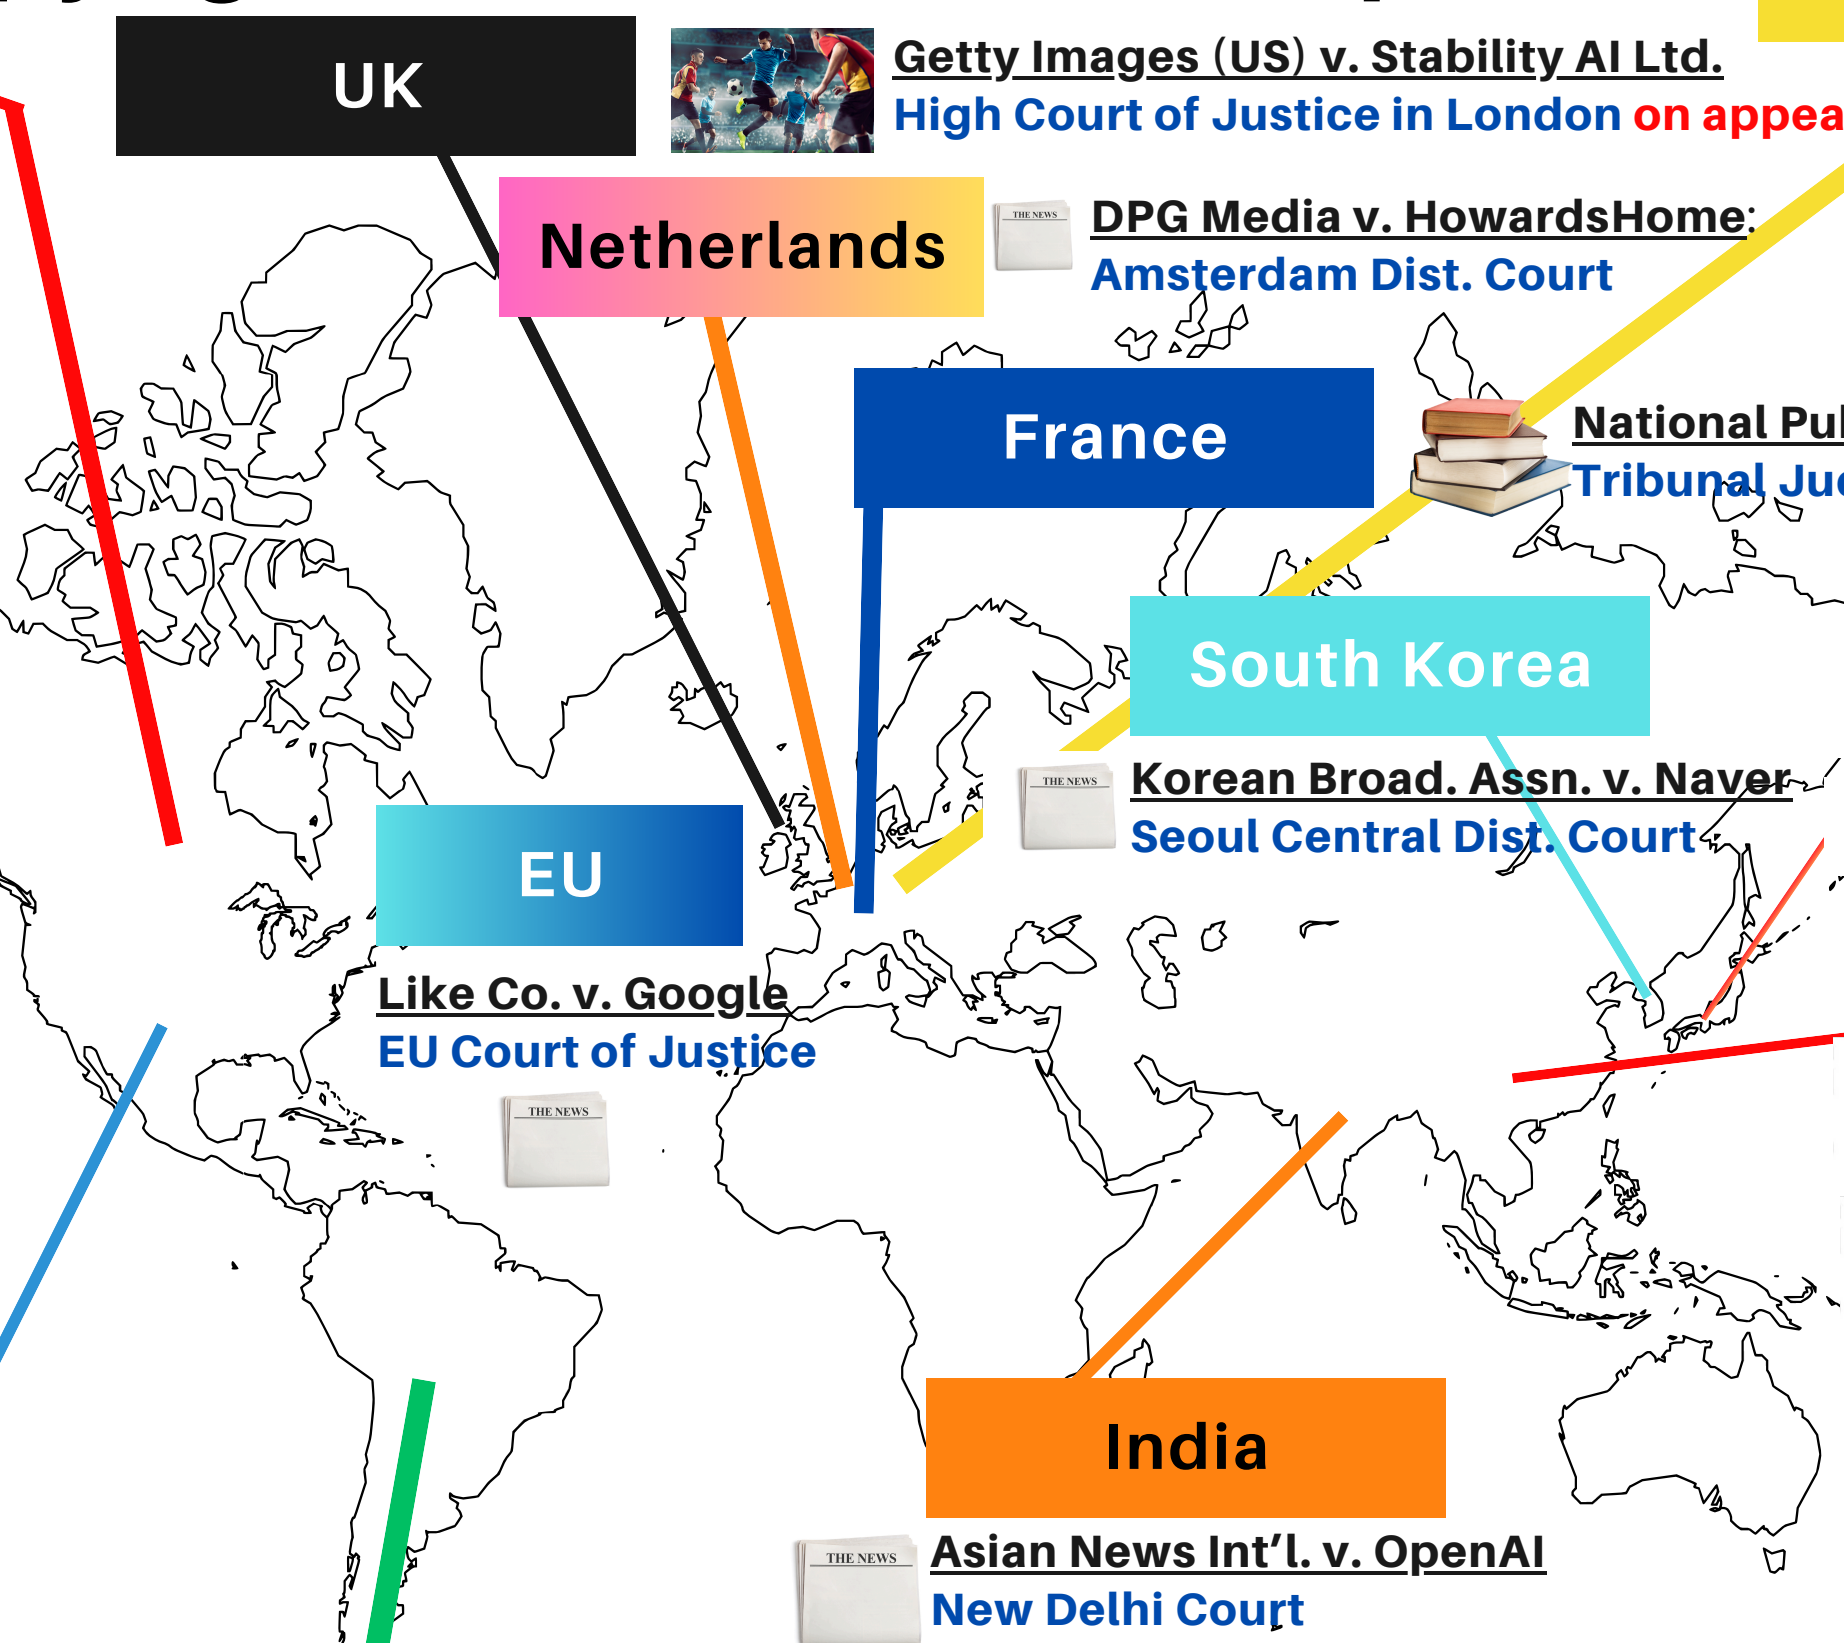 UK
Getty Images (US) v. Stability AI Ltd.
High Court of Justice in London on
Netherlands
THE NEWS
DPG Media v. HowardsHome:
Amsterdam Dist. Court
France
National
Tribunal
South Korea
THE NEWS
Korean Broad. Assn. v. Naver
Seoul Central Dist. Court
EU
Like Co. v. Google
EU Court of Justice
THE NEWS
India
THE NEWS
Asian News Int’l. v. OpenAI
New Delhi Court